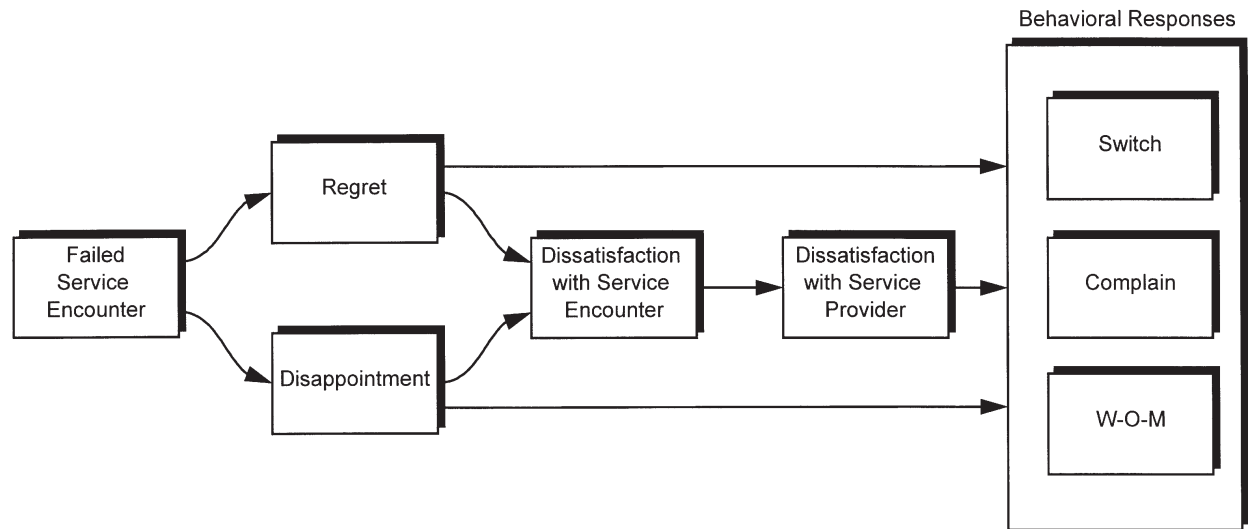 Behavioral Responses
Switch
Regret
Failed
Service
Encounter
Dissatisfaction
with Service
Encounter
Dissatisfaction
with Service
Provider
Complain
Disappointment
W-O-M